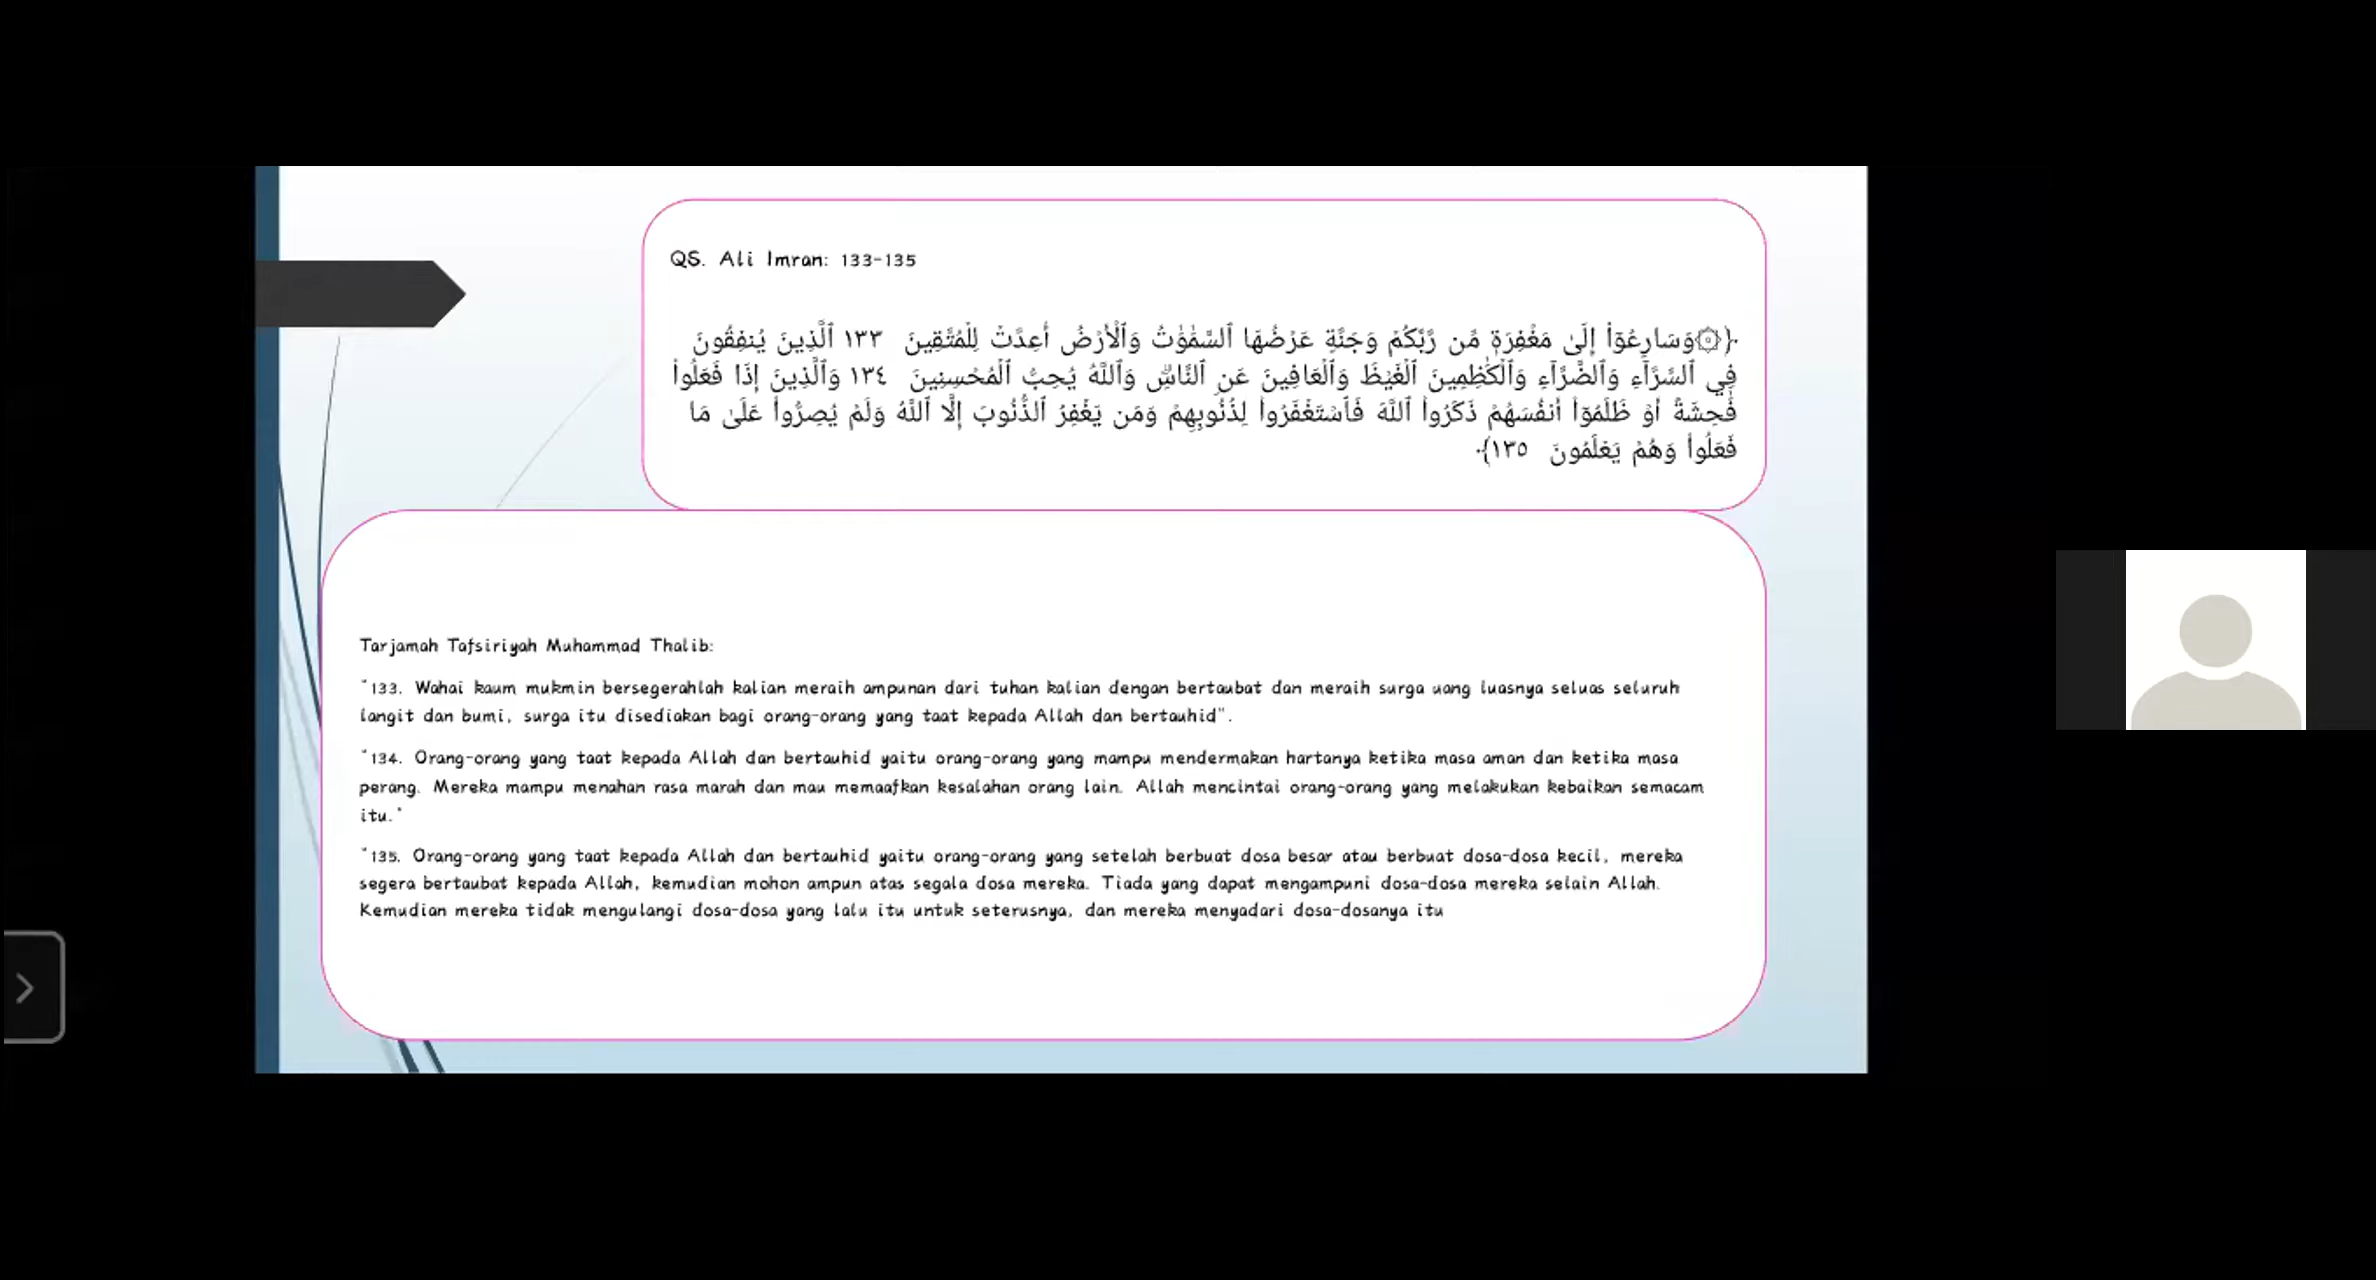 QS. Ali Imran: 133-135
{۞وَسَارِعُوٓاْ إِلَىٰ مَغۡفِرَةٖ مِّن رَّبِّكُمۡ وَجَنَّةٍ عَرۡضُهَا ٱلسَّمَٰوَٰتُ وَٱلۡأَرۡضُ أُعِدَّتۡ لِلۡمُتَّقِينَ ١٣٣ ٱلَّذِينَ يُنفِقُونَ
فِي ٱلسَّرَّآءِ وَٱلضَّرَّآءِ وَٱلۡكَٰظِمِينَ ٱلۡغَيۡظَ وَٱلۡعَافِينَ عَنِ ٱلنَّاسِۗ وَٱللَّهُ يُحِبُّ ٱلۡمُحۡسِنِينَ ١٣٤ وَٱلَّذِينَ إِذَا فَعَلُواْ
فَٰحِشَةً أَوۡ ظَلَمُوٓاْ أَنفُسَهُمۡ ذَكَرُواْ ٱللَّهَ فَٱسۡتَغۡفَرُواْ لِذُنُوبِهِمۡ وَمَن يَغۡفِرُ ٱلذُّنُوبَ إِلَّا ٱللَّهُ وَلَمۡ يُصِرُّواْ عَلَىٰ مَا
فَعَلُواْ وَهُمۡ يَعۡلَمُونَ ١٣٥}.
Tarjamah Tafsiriyah Muhammad Thalib:
"133. Wahai kaum mukmin bersegerahlah kalian meraih ampunan dari tuhan kalian dengan bertaubat dan meraih surga uang luasnya seluas seluruh
langit dan bumi, surga itu disediakan bagi orang-orang yang taat kepada Allah dan bertauhid".
"134. Orang-orang yang taat kepada Allah dan bertauhid yaitu orang-orang yang mampu mendermakan hartanya ketika masa aman dan ketika masa
perang. Mereka mampu menahan rasa marah dan mau memaafkan kesalahan orang lain. Allah mencintai orang-orang yang melakukan kebaikan semacam
itu."
"135. Orang-orang yang taat kepada Allah dan bertauhid yaitu orang-orang yang setelah berbuat dosa besar atau berbuat dosa-dosa kecil, mereka
segera bertaubat kepada Allah, kemudian mohon ampun atas segala dosa mereka. Tiada yang dapat mengampuni dosa-dosa mereka selain Allah.
Kemudian mereka tidak mengulangi dosa-dosa yang lalu itu untuk seterusnya, dan mereka menyadari dosa-dosanya itu